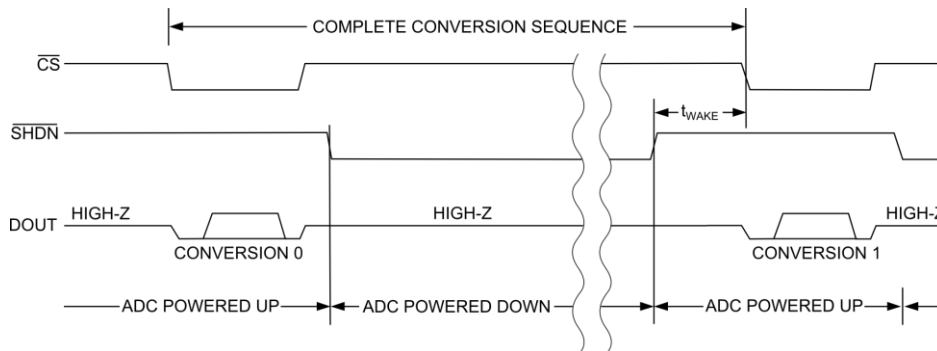 COMPLETE CONVERSION SEQUENCE
CS
tWAKE
SHDN
HIGH-Z
HIGH-Z
HIGH-Z
DOUT
CONVERSION 0
CONVERSION 1
ADC POWERED UP
ADC POWERED DOWN
ADC POWERED UP